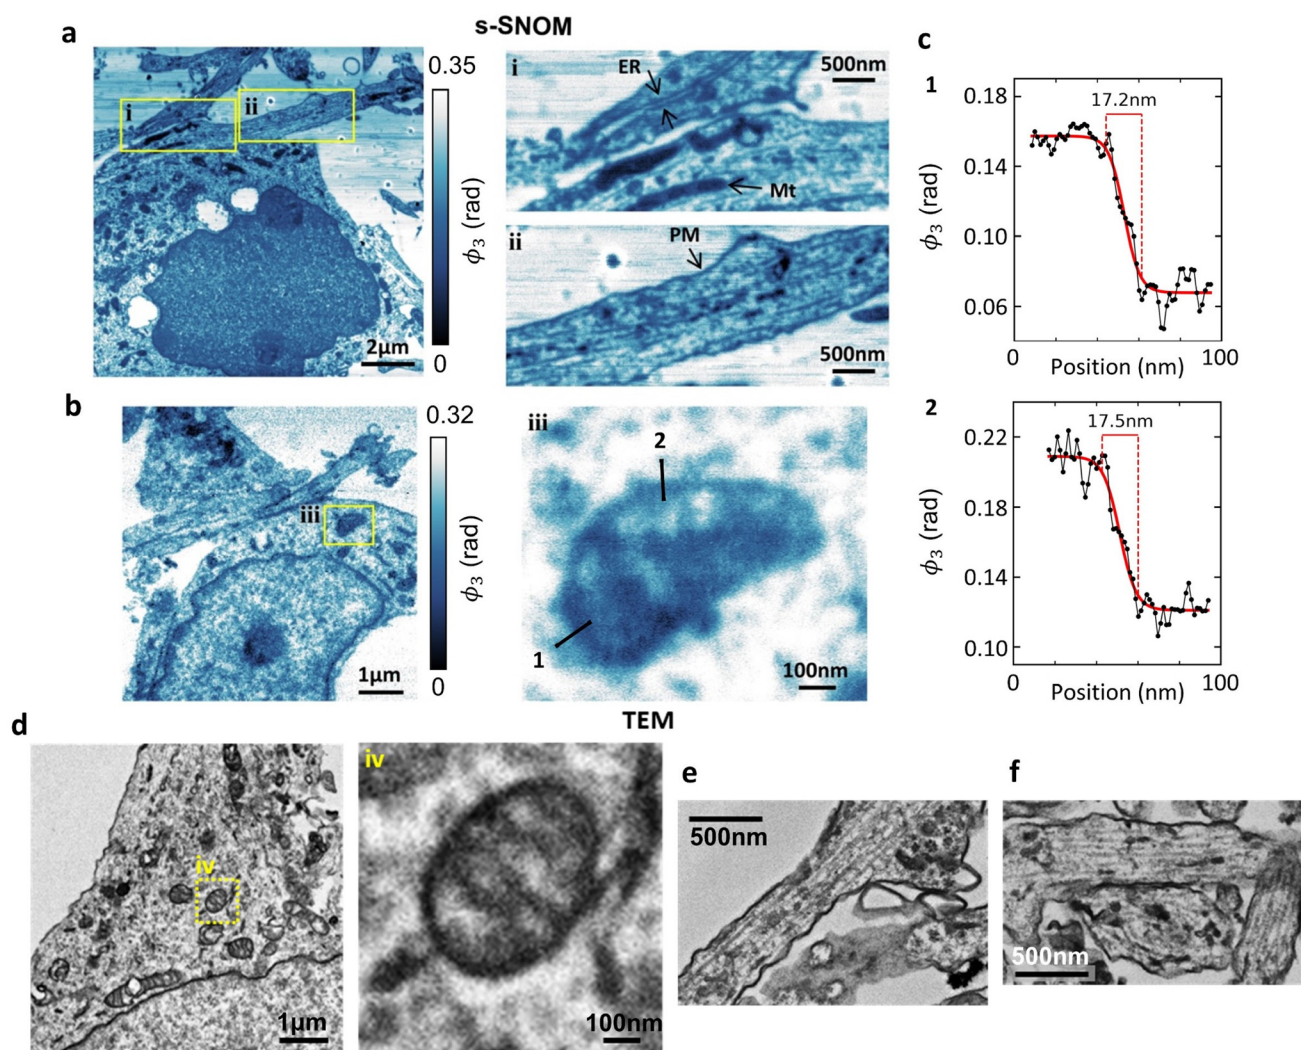 s-SNOM
a
i
ii
2µm
0.35
ϕ₃ (rad)
0
i
ER
500nm
Mt
ii
PM
500nm
b
iii
1µm
0.32
ϕ₃ (rad)
0
iii
2
1
100nm
c
1
17.2nm
0.18
0.14
0.10
0.06
ϕ₃ (rad)
0
100
Position (nm)
2
17.5nm
0.22
0.18
0.14
0.10
ϕ₃ (rad)
0
100
Position (nm)
TEM
d
iv
1µm
iv
100nm
e
500nm
f
500nm